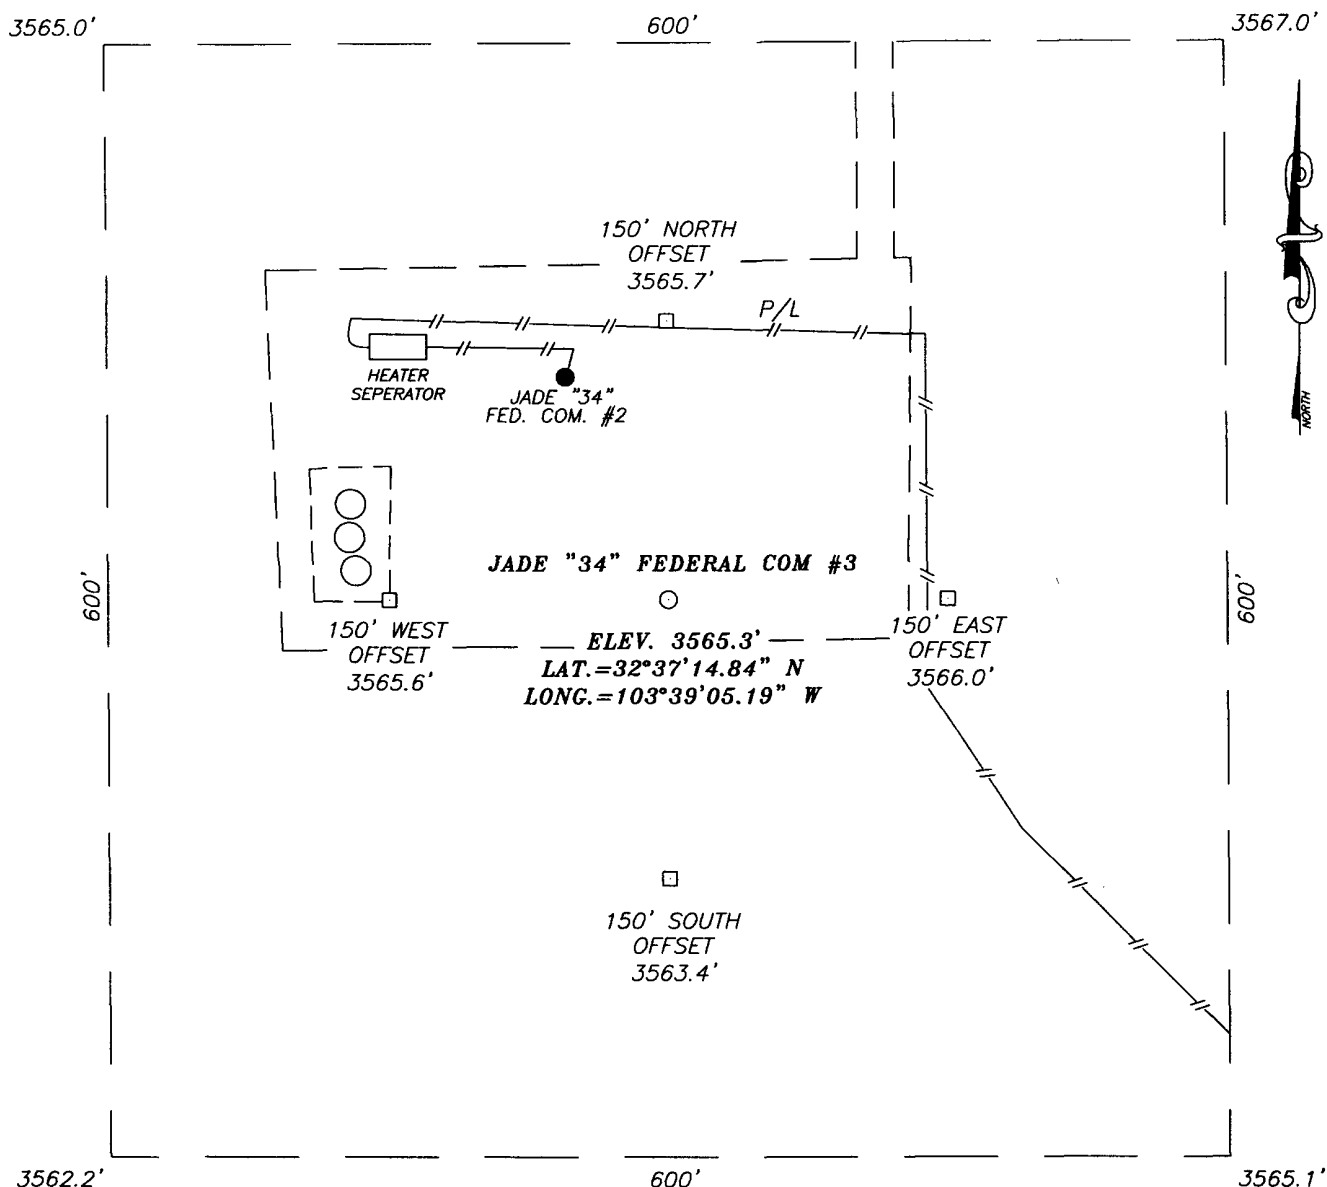 3565.0'
600'
3567.0'
150' NORTH
OFFSET
3565.7'
P/L
HEATER
SEPERATOR
JADE "34"
FED. COM. #2
NORTH
JADE "34" FEDERAL COM #3
600'
600'
150' WEST
OFFSET
3565.6'
ELEV. 3565.3'
LAT.=32°37'14.84" N
LONG.=103°39'05.19" W
150' EAST
OFFSET
3566.0'
150' SOUTH
OFFSET
3563.4'
3562.2'
600'
3565.1'